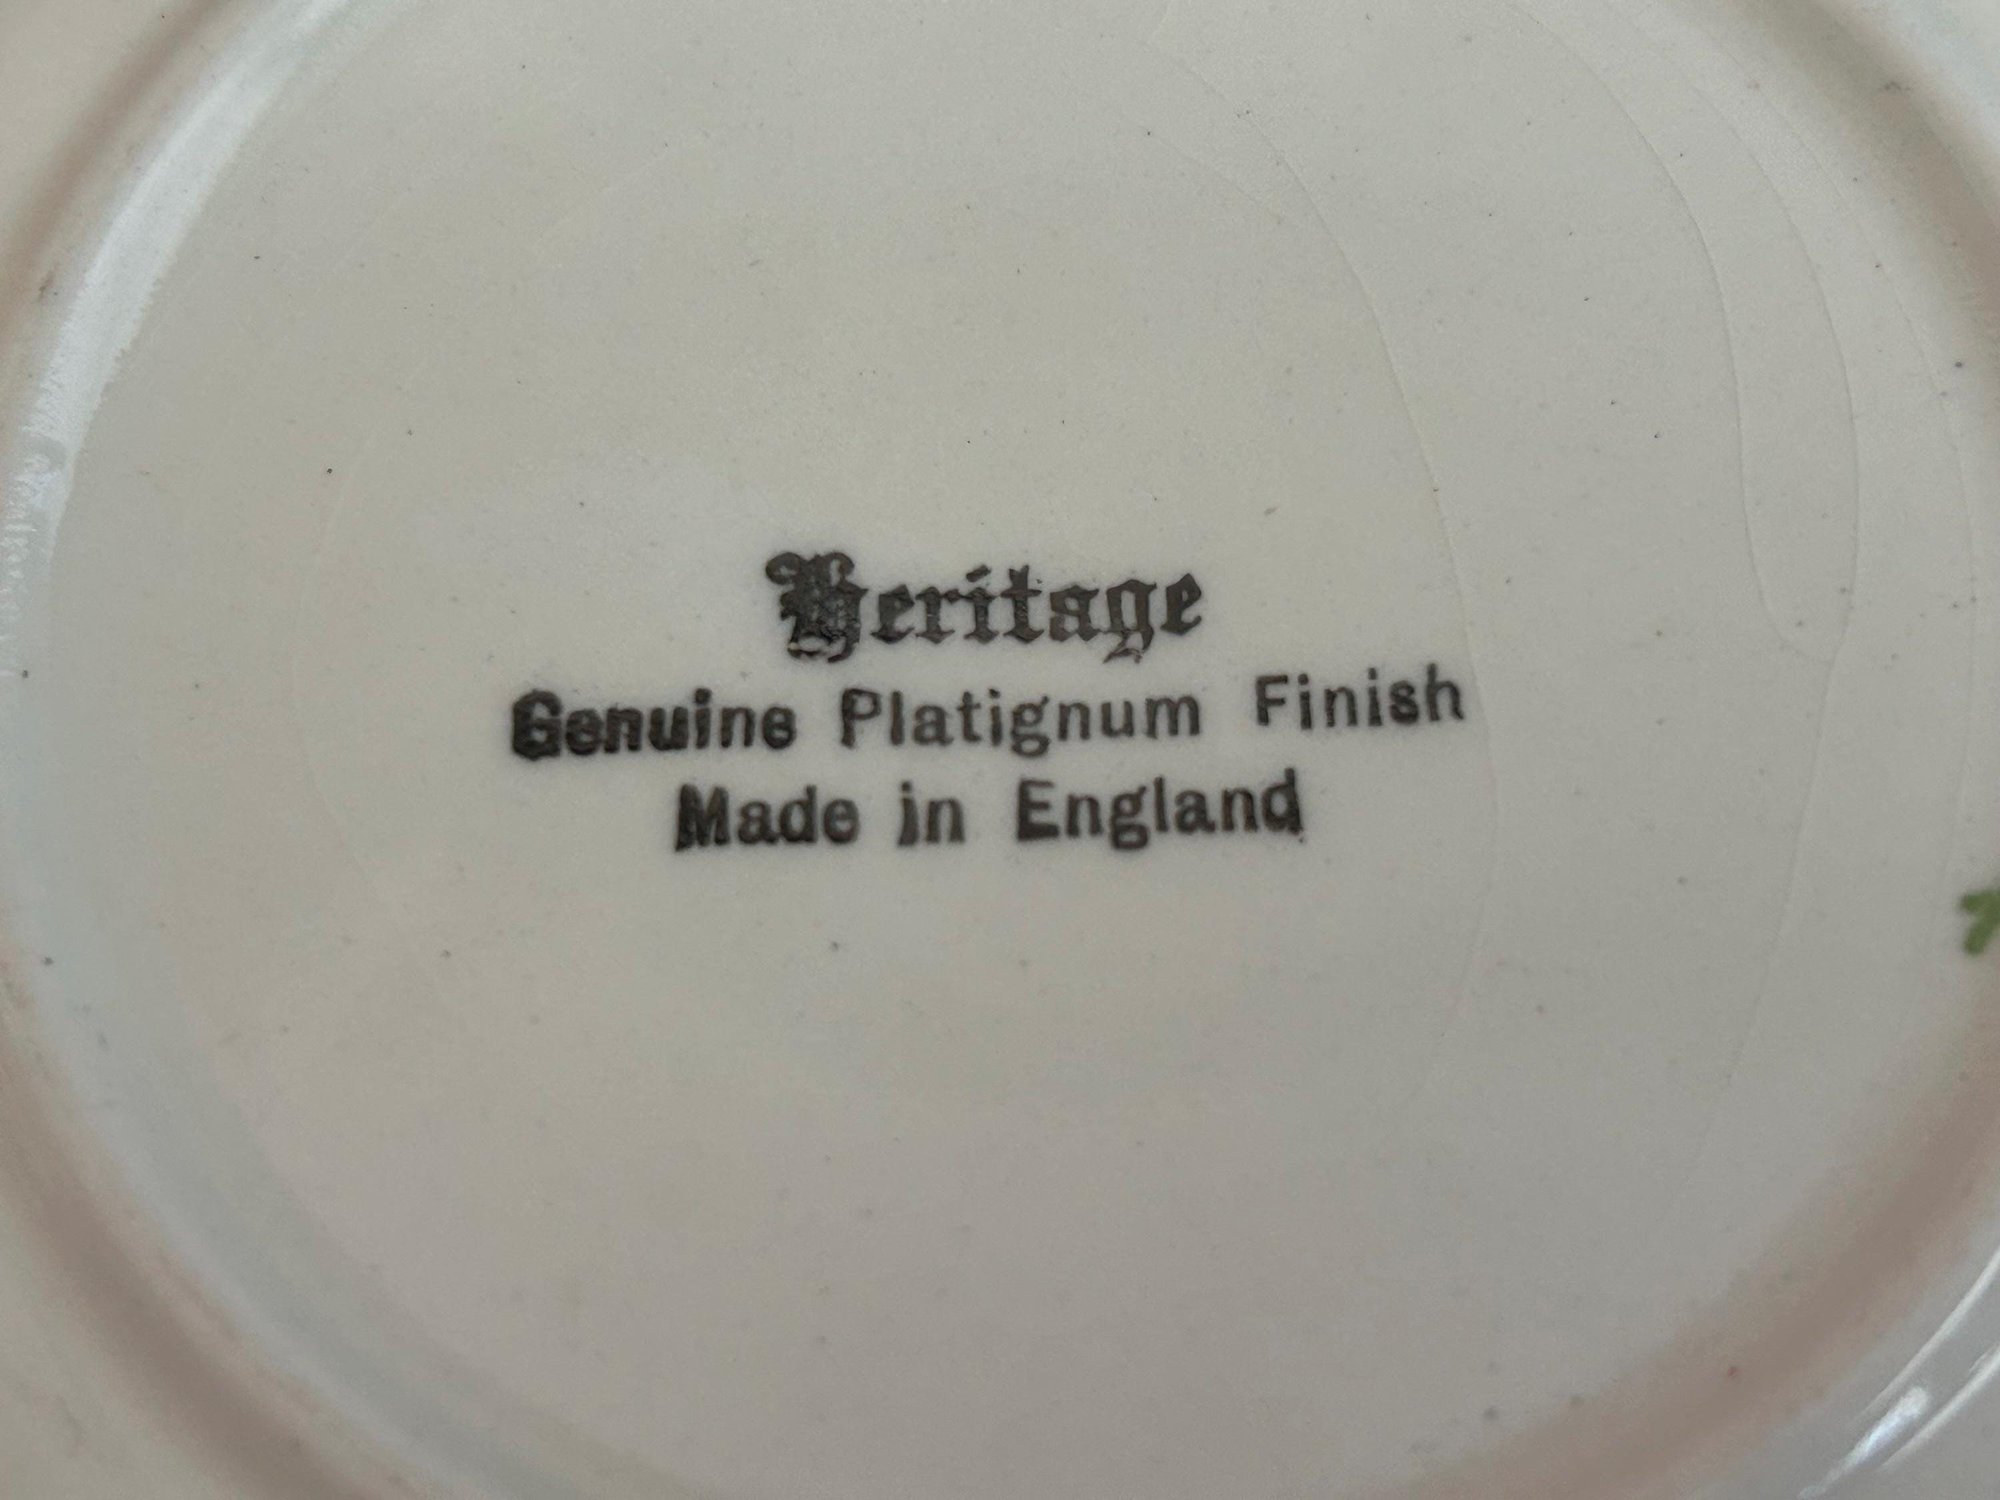 Heritage
Genuine Platignum Finish
Made in England